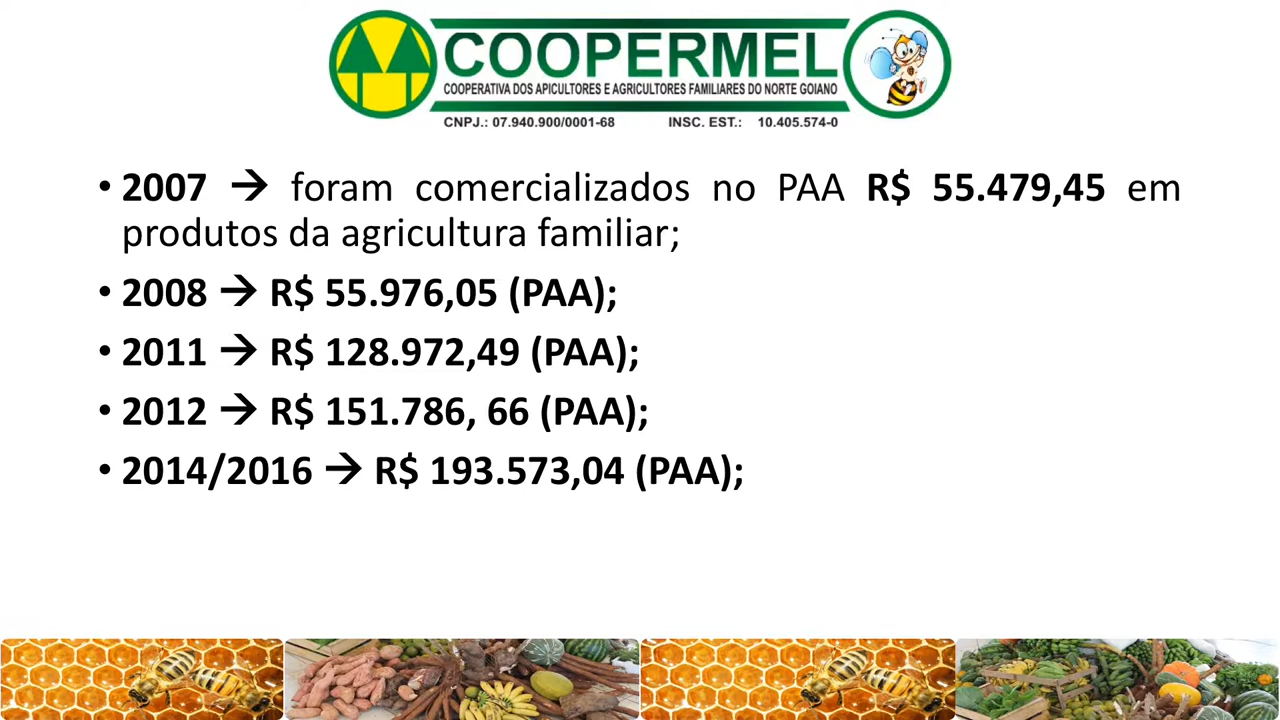 COOPERMEL
COOPERATIVA DOS APICULTORES E AGRICULTORES FAMILIARES DO NORTE GOIANO
CNPJ.: 07.940.900/0001-68 INSC. EST.: 10.405.574-0
• 2007 → foram comercializados no PAA R$ 55.479,45 em
produtos da agricultura familiar;
• 2008 → R$ 55.976,05 (PAA);
• 2011 → R$ 128.972,49 (PAA);
• 2012 → R$ 151.786, 66 (PAA);
• 2014/2016 → R$ 193.573,04 (PAA);